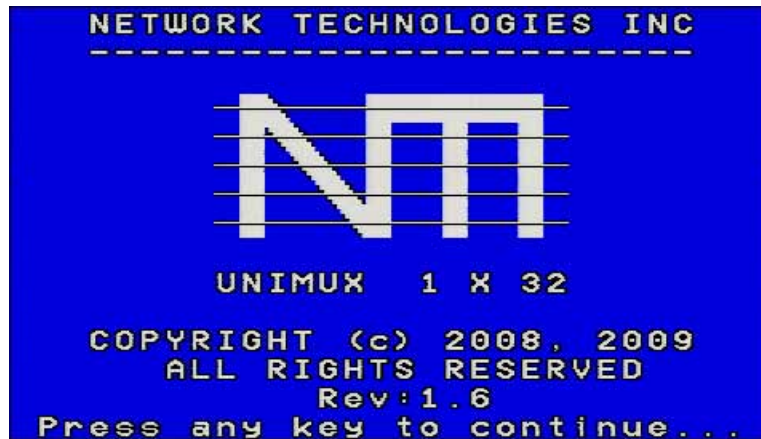 NETWORK TECHNOLOGIES INC
------------------------
NTI
UNIMUX 1 X 32
COPYRIGHT (c) 2008, 2009
ALL RIGHTS RESERVED
Rev:1.6
Press any key to continue...